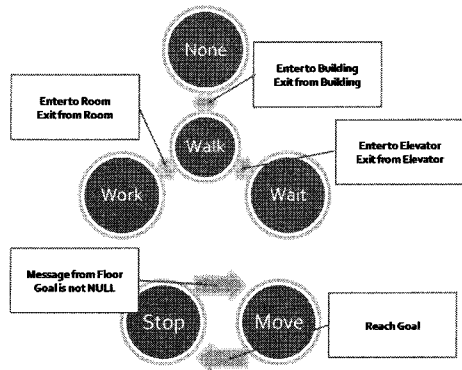 None
Enter to Building
Exit from Building
Enter to Room
Exit from Room
Walk
Enter to Elevator
Exit from Elevator
Work
Wait
Message from Floor
Goal is not NULL
Stop
Move
Reach Goal